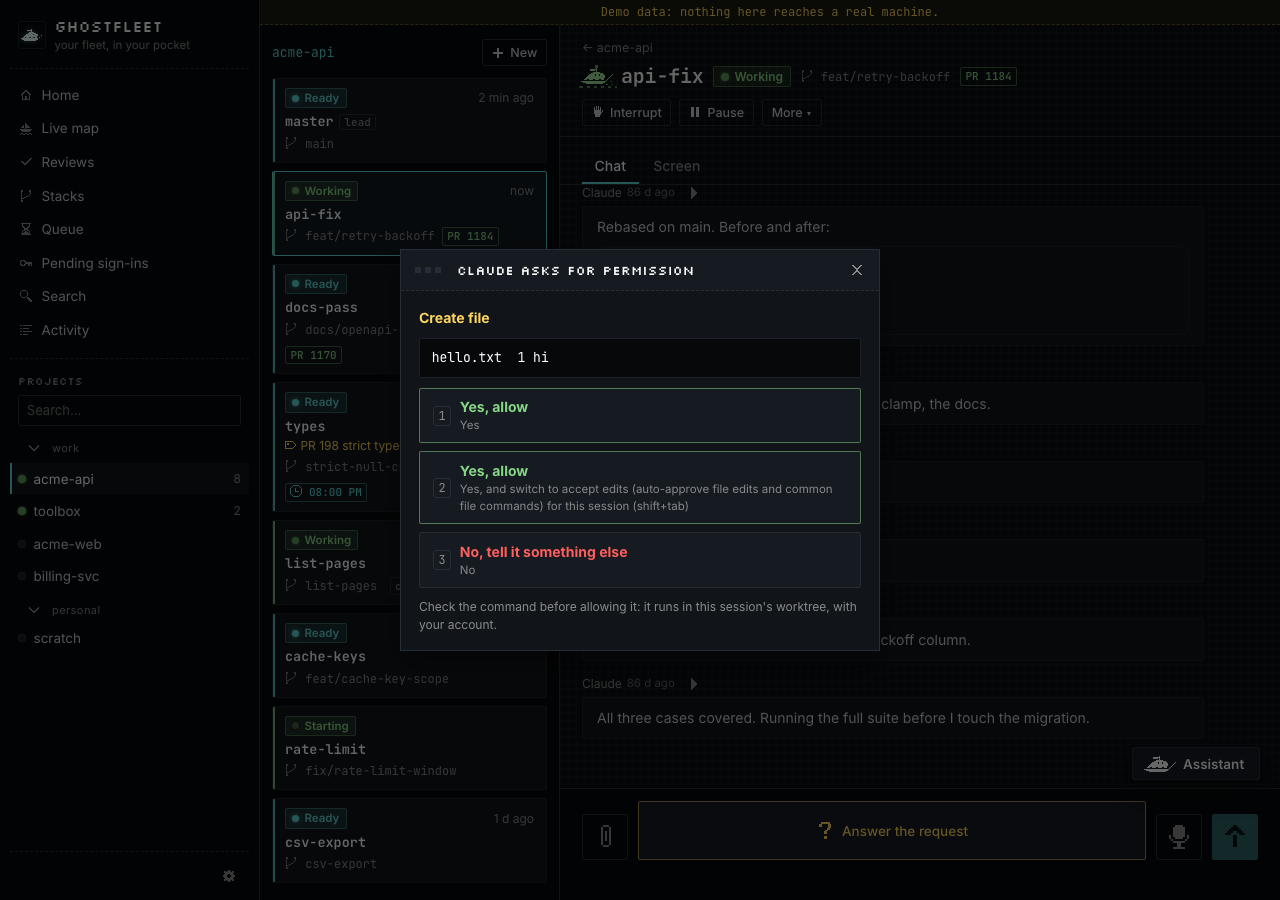 Demo data: nothing here reaches a real machine.
GHOSTFLEET
your fleet, in your pocket
Home
Live map
Reviews
Stacks
Queue
Pending sign-ins
Search
Activity
PROJECTS
Search...
work
acme-api 8
toolbox 2
acme-web
billing-svc
personal
scratch
acme-api
+ New
Ready 2 min ago
master lead
main
Working now
api-fix
feat/retry-backoff PR 1184
Ready
docs-pass
docs/openapi-
PR 1170
Ready
types
PR 198 strict type
strict-null-c
08:00 PM
Working
list-pages
list-pages
Ready
cache-keys
feat/cache-key-scope
Starting
rate-limit
fix/rate-limit-window
Ready 1 d ago
csv-export
csv-export
← acme-api
api-fix Working feat/retry-backoff PR 1184
Interrupt Pause More
Chat Screen
Claude 86 d ago
Rebased on main. Before and after:
clamp, the docs.
ckoff column.
Claude 86 d ago
All three cases covered. Running the full suite before I touch the migration.
Assistant
? Answer the request
CLAUDE ASKS FOR PERMISSION
Create file
hello.txt 1 hi
1 Yes, allow
Yes
2 Yes, allow
Yes, and switch to accept edits (auto-approve file edits and common
file commands) for this session (shift+tab)
3 No, tell it something else
No
Check the command before allowing it: it runs in this session's worktree, with
your account.